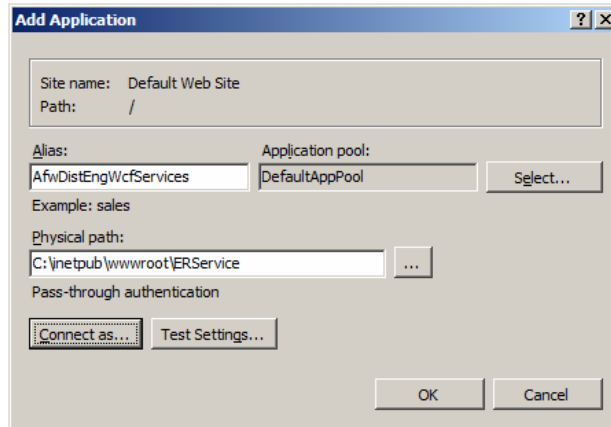 Add Application
Site name: Default Web Site
Path: /
Alias: Application pool:
AfwDistEngWcfServices DefaultAppPool Select...
Example: sales
Physical path:
C:\inetpub\wwwroot\ERService ...
Pass-through authentication
Connect as... Test Settings...
OK Cancel